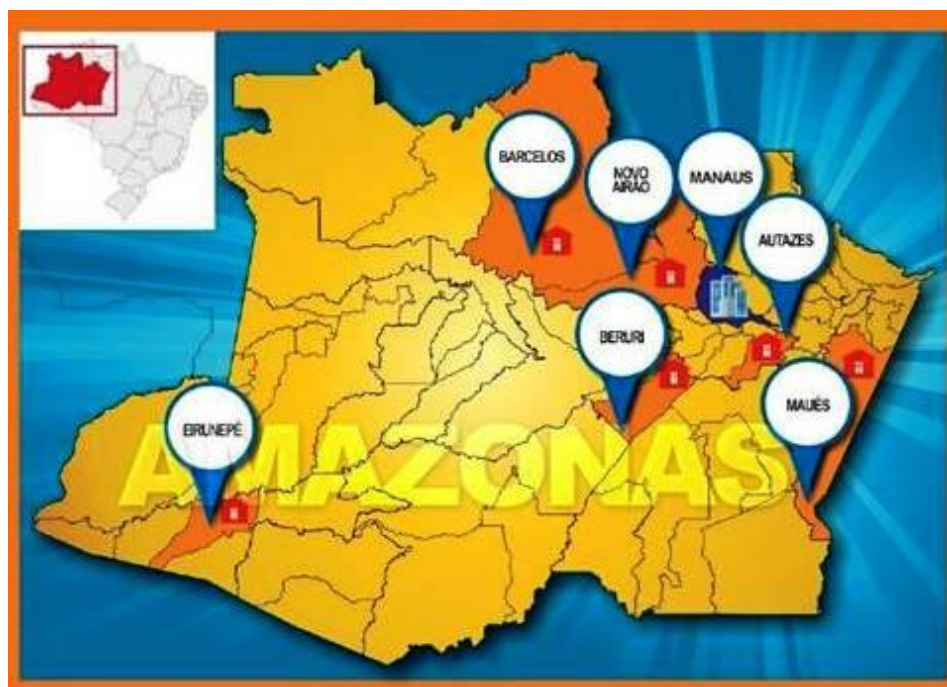 BARCELOS
NOVO
AIRÃO
MANAUS
AUTAZES
BERURI
MAUÉS
EIRUNEPÉ
AMAZONAS